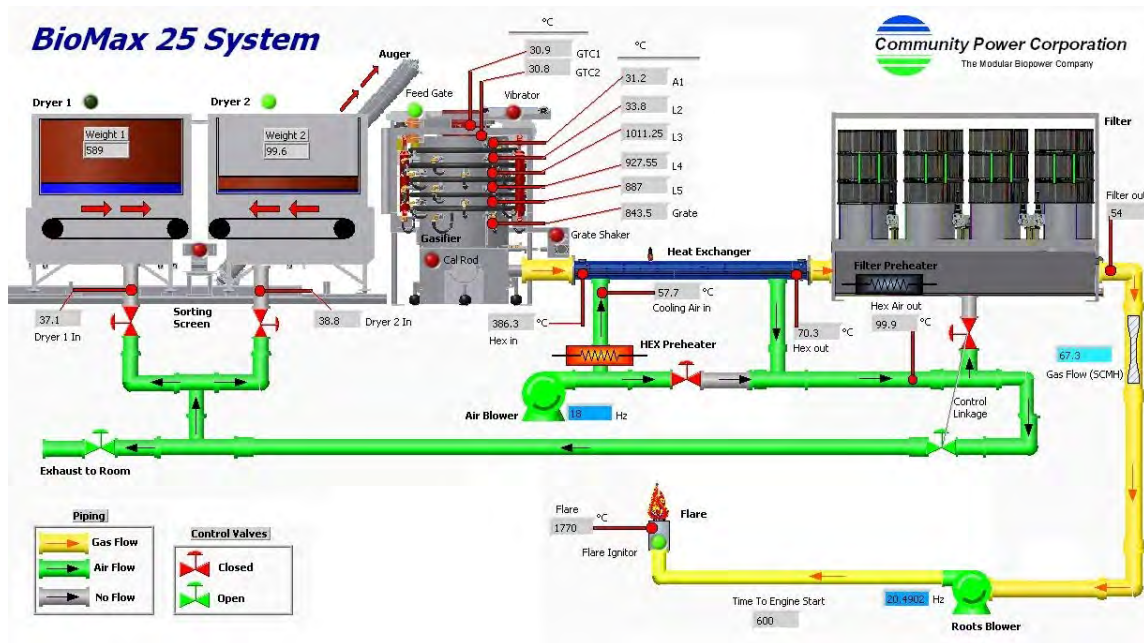 BioMax 25 System
Community Power Corporation
The Modular Biopower Company
°C
30.9 GTC1
30.8 GTC2
°C
31.2 A1
33.8 L2
1011.25 L3
927.55 L4
887 L5
843.5 Grate
Auger
Dryer 1
Dryer 2
Feed Gate
Vibrator
Weight 1
589
Weight 2
99.6
Filter
Filter out
54
Gasifier
Cal Rod
Grate Shaker
Heat Exchanger
Filter Preheater
Sorting
Screen
37.1
Dryer 1 In
38.8
Dryer 2 In
386.3 °C
Hex in
57.7 °C
Cooling Air in
70.3 °C
Hex out
Hex Air out
99.9 °C
HEX Preheater
67.3
Gas Flow (SCMH)
Air Blower
18 Hz
Control
Linkage
Exhaust to Room
Piping
Gas Flow
Air Flow
No Flow
Control Valves
Closed
Open
Flare
1770 °C
Flare
Flare Ignitor
Time To Engine Start
600
20.4902 Hz
Roots Blower